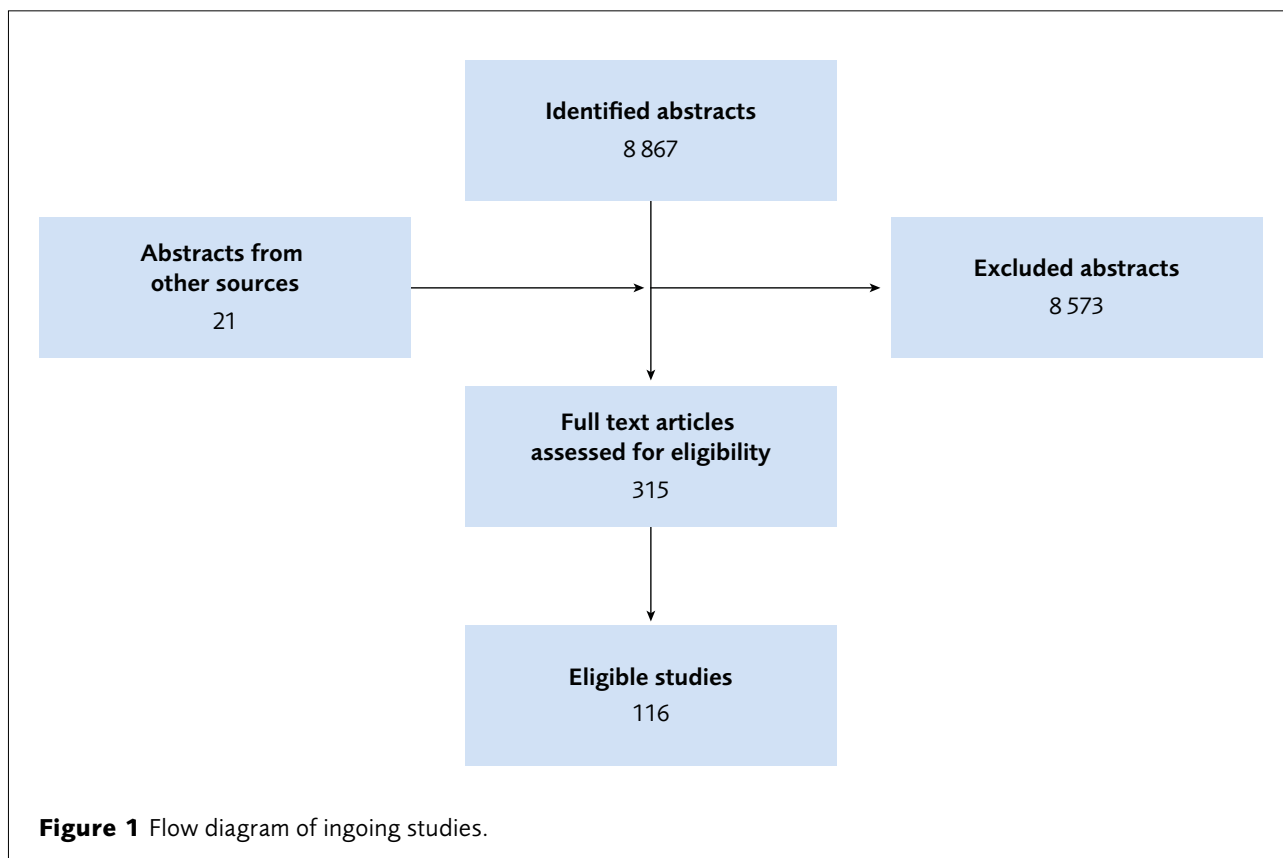 Identified abstracts
8 867
Abstracts from
other sources
21
Excluded abstracts
8 573
Full text articles
assessed for eligibility
315
Eligible studies
116
Figure 1 Flow diagram of ingoing studies.